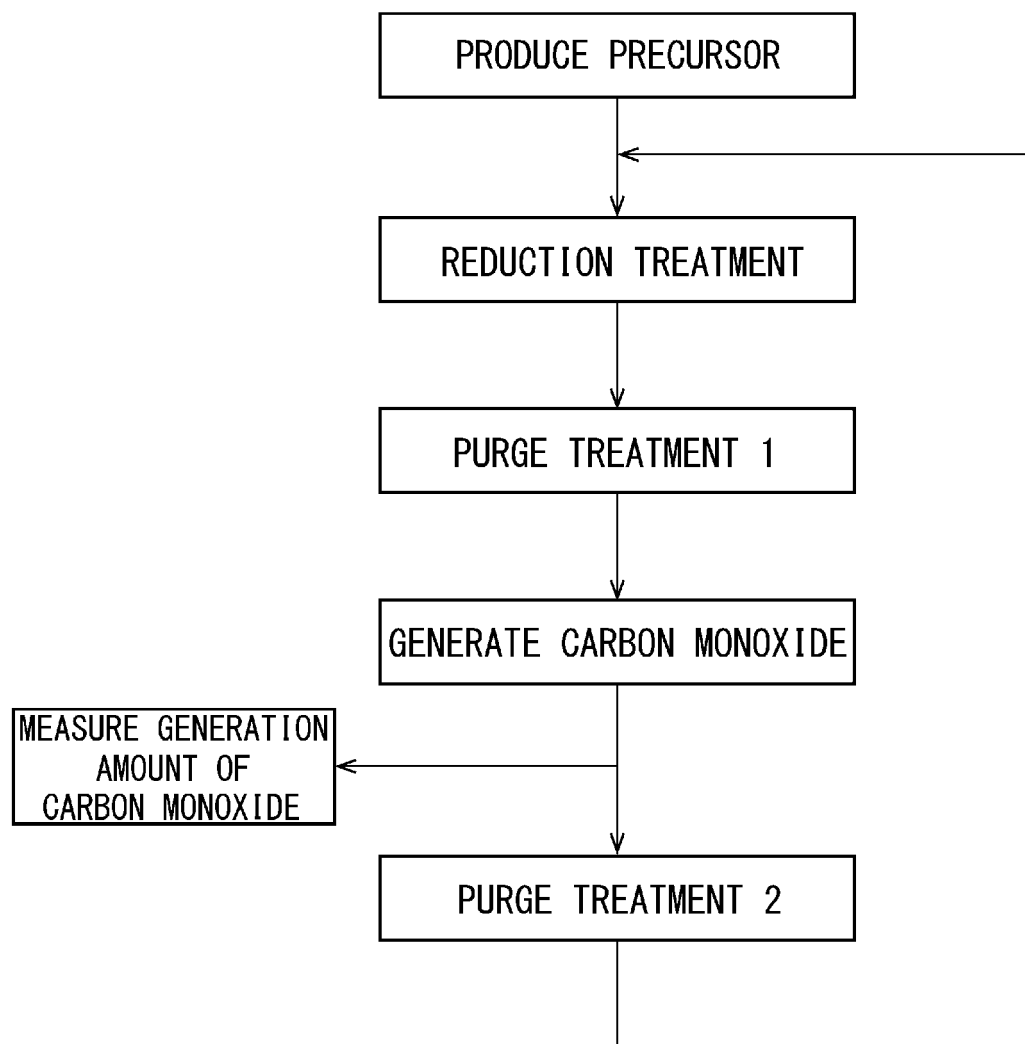 PRODUCE PRECURSOR
REDUCTION TREATMENT
PURGE TREATMENT 1
GENERATE CARBON MONOXIDE
MEASURE GENERATION
AMOUNT OF
CARBON MONOXIDE
PURGE TREATMENT 2